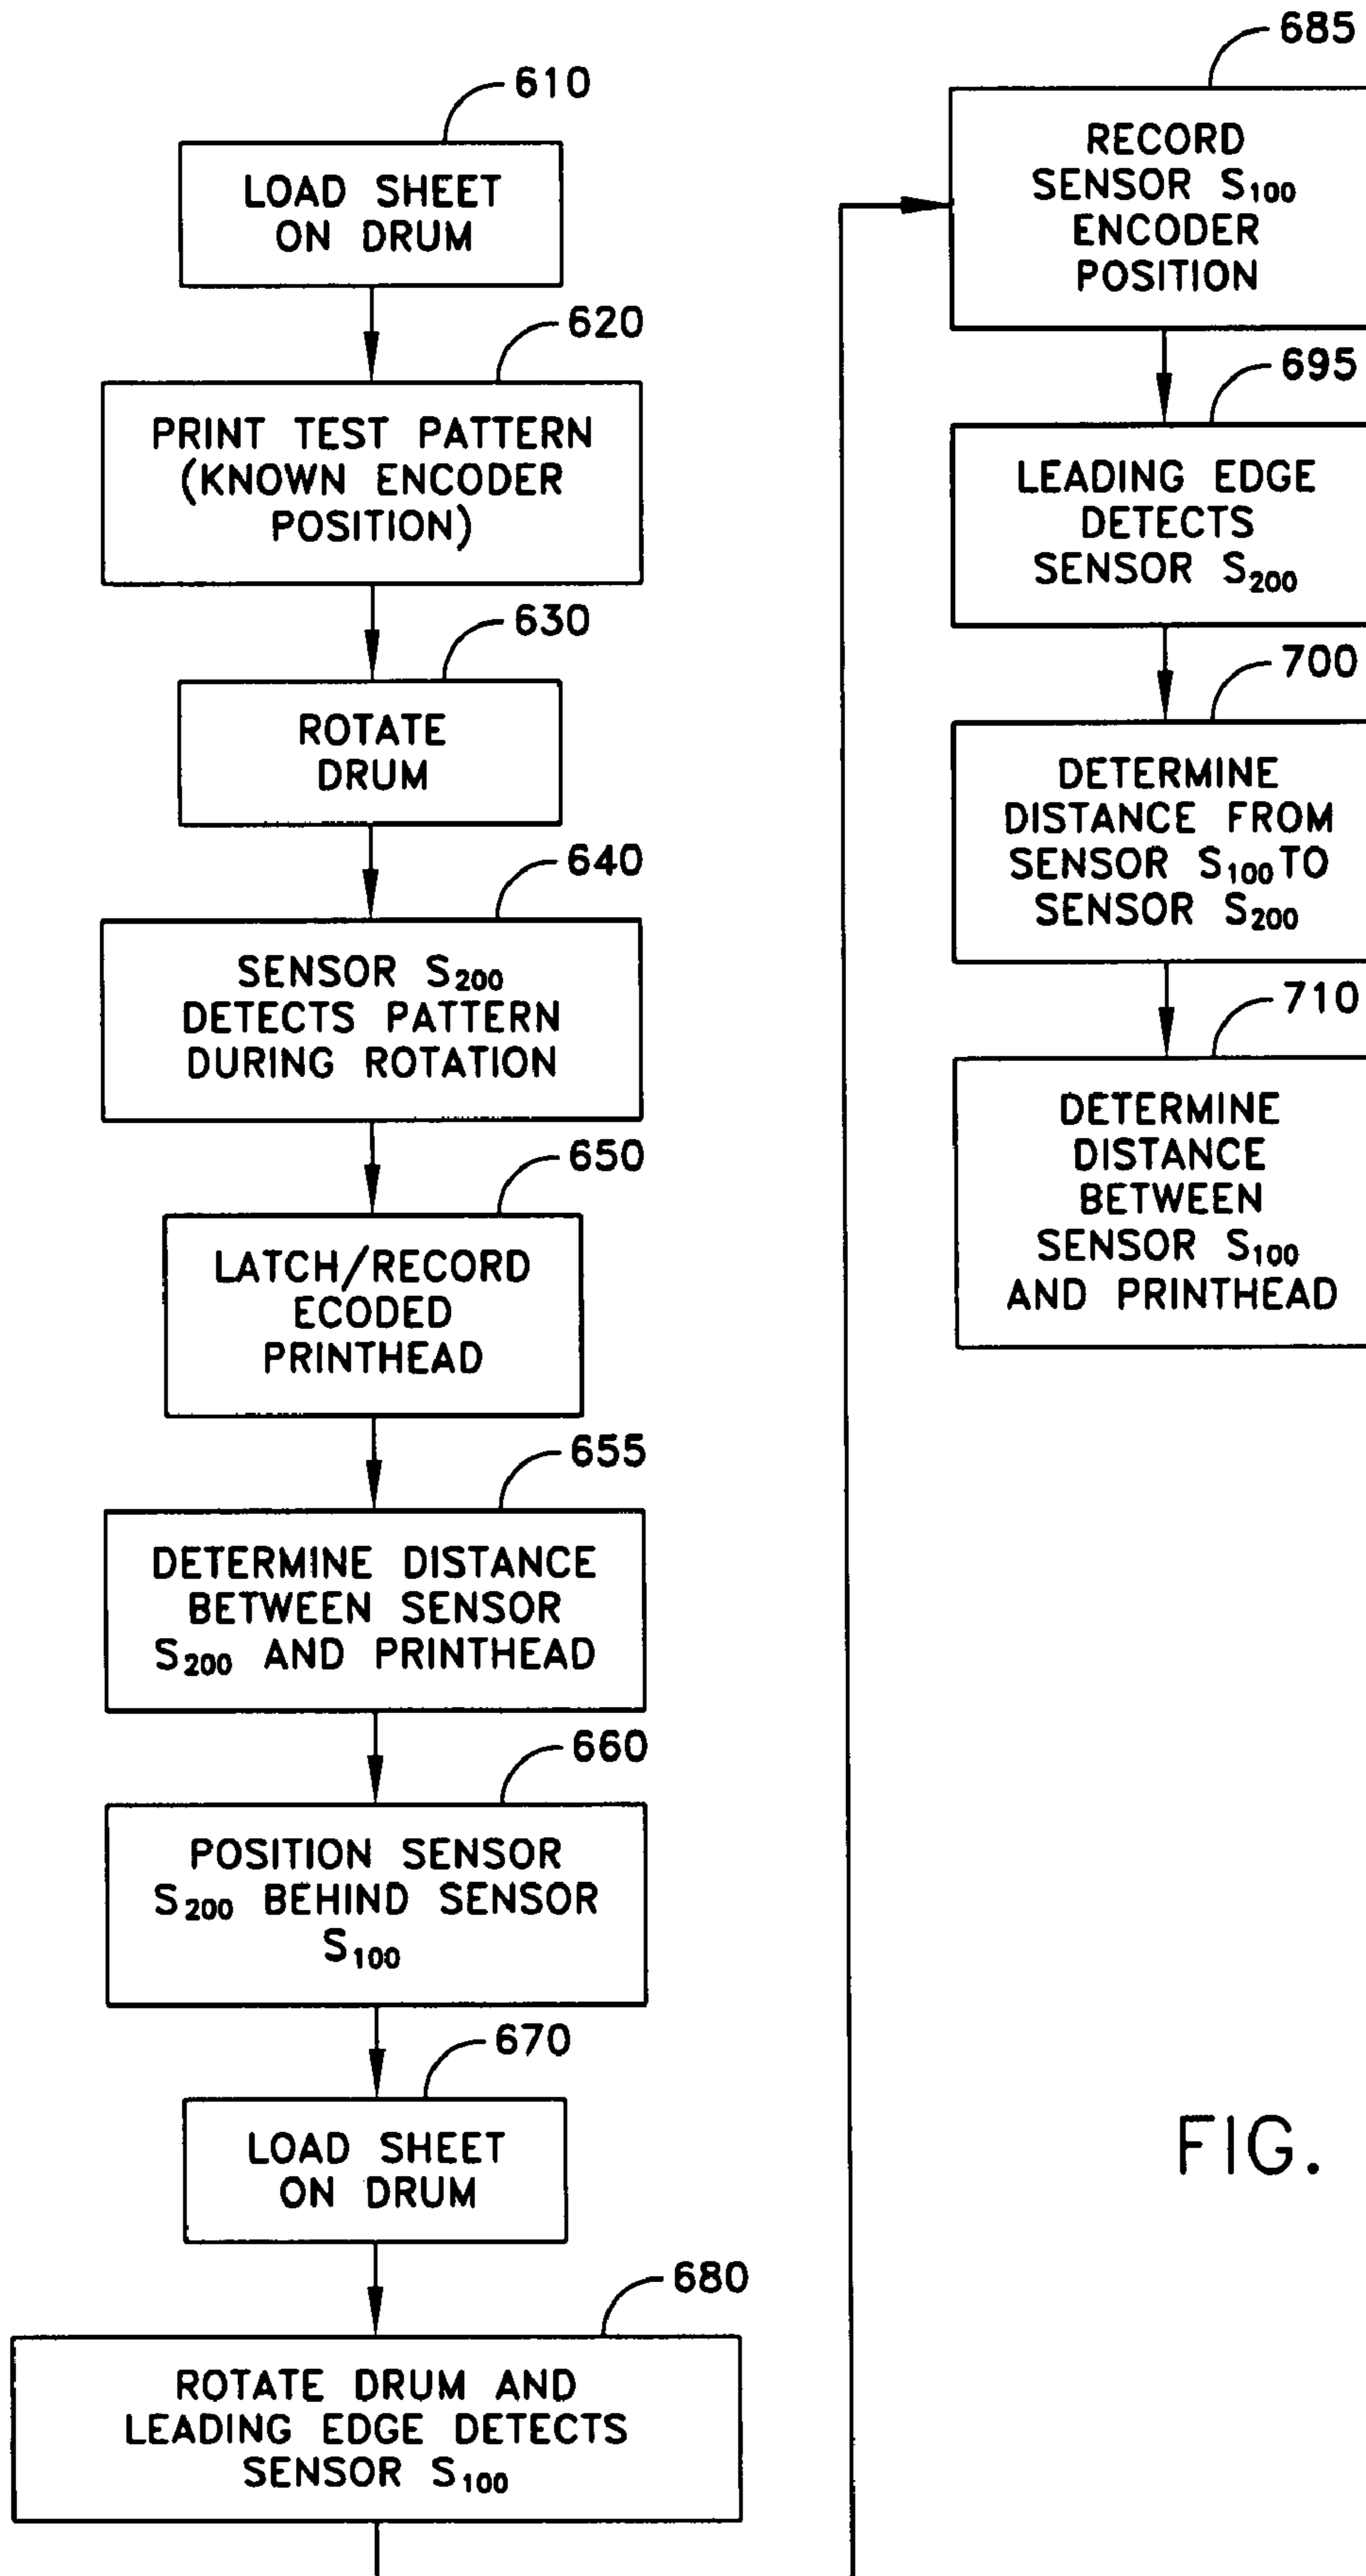 610
LOAD SHEET
ON DRUM
620
PRINT TEST PATTERN
(KNOWN ENCODER
POSITION)
630
ROTATE
DRUM
640
SENSOR S200
DETECTS PATTERN
DURING ROTATION
650
LATCH/RECORD
ECODED
PRINTHEAD
655
DETERMINE DISTANCE
BETWEEN SENSOR
S200 AND PRINTHEAD
660
POSITION SENSOR
S200 BEHIND SENSOR
S100
670
LOAD SHEET
ON DRUM
680
ROTATE DRUM AND
LEADING EDGE DETECTS
SENSOR S100
685
RECORD
SENSOR S100
ENCODER
POSITION
695
LEADING EDGE
DETECTS
SENSOR S200
700
DETERMINE
DISTANCE FROM
SENSOR S100 TO
SENSOR S200
710
DETERMINE
DISTANCE
BETWEEN
SENSOR S100
AND PRINTHEAD
FIG.